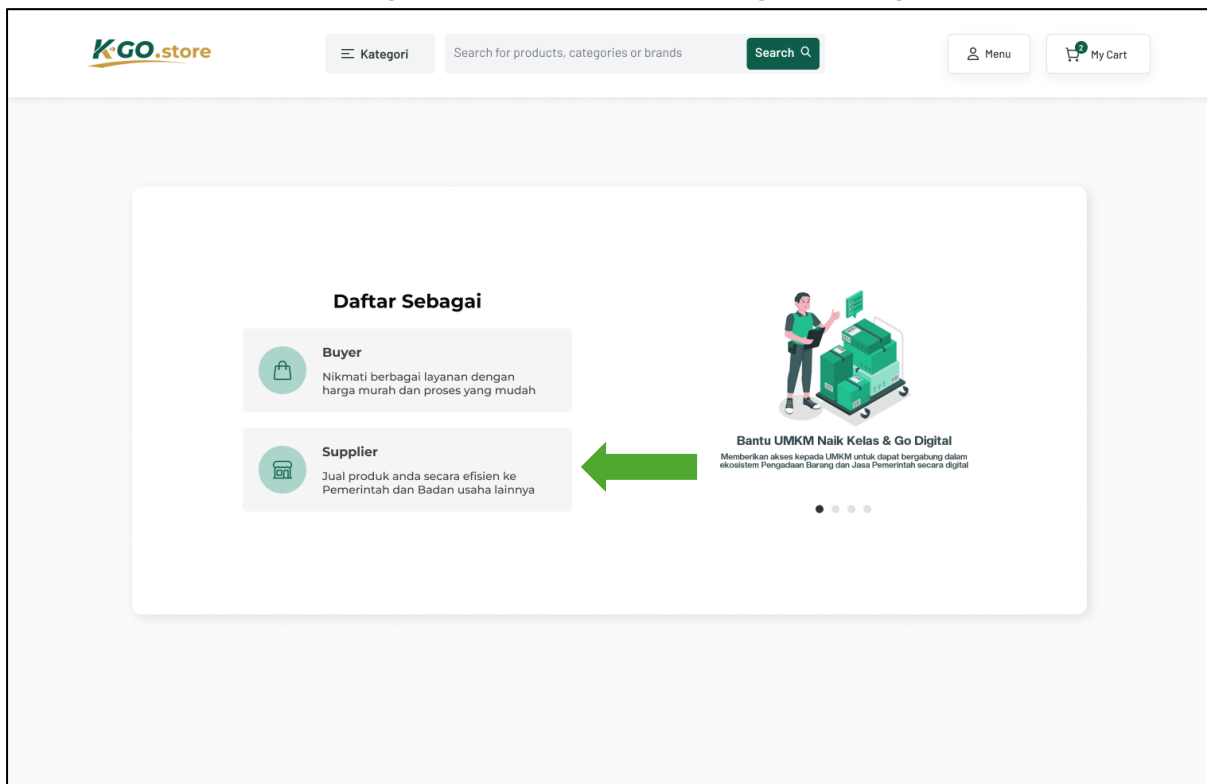 K-GO.store
Kategori
Search for products, categories or brands
Search
Menu
2
My Cart
Daftar Sebagai
Buyer
Nikmati berbagai layanan dengan
harga murah dan proses yang mudah
Supplier
Jual produk anda secara efisien ke
Pemerintah dan Badan usaha lainnya
Bantu UMKM Naik Kelas & Go Digital
Memberikan akses kepada UMKM untuk dapat bergabung dalam
ekosistem Pengadaan Barang dan Jasa Pemerintah secara digital